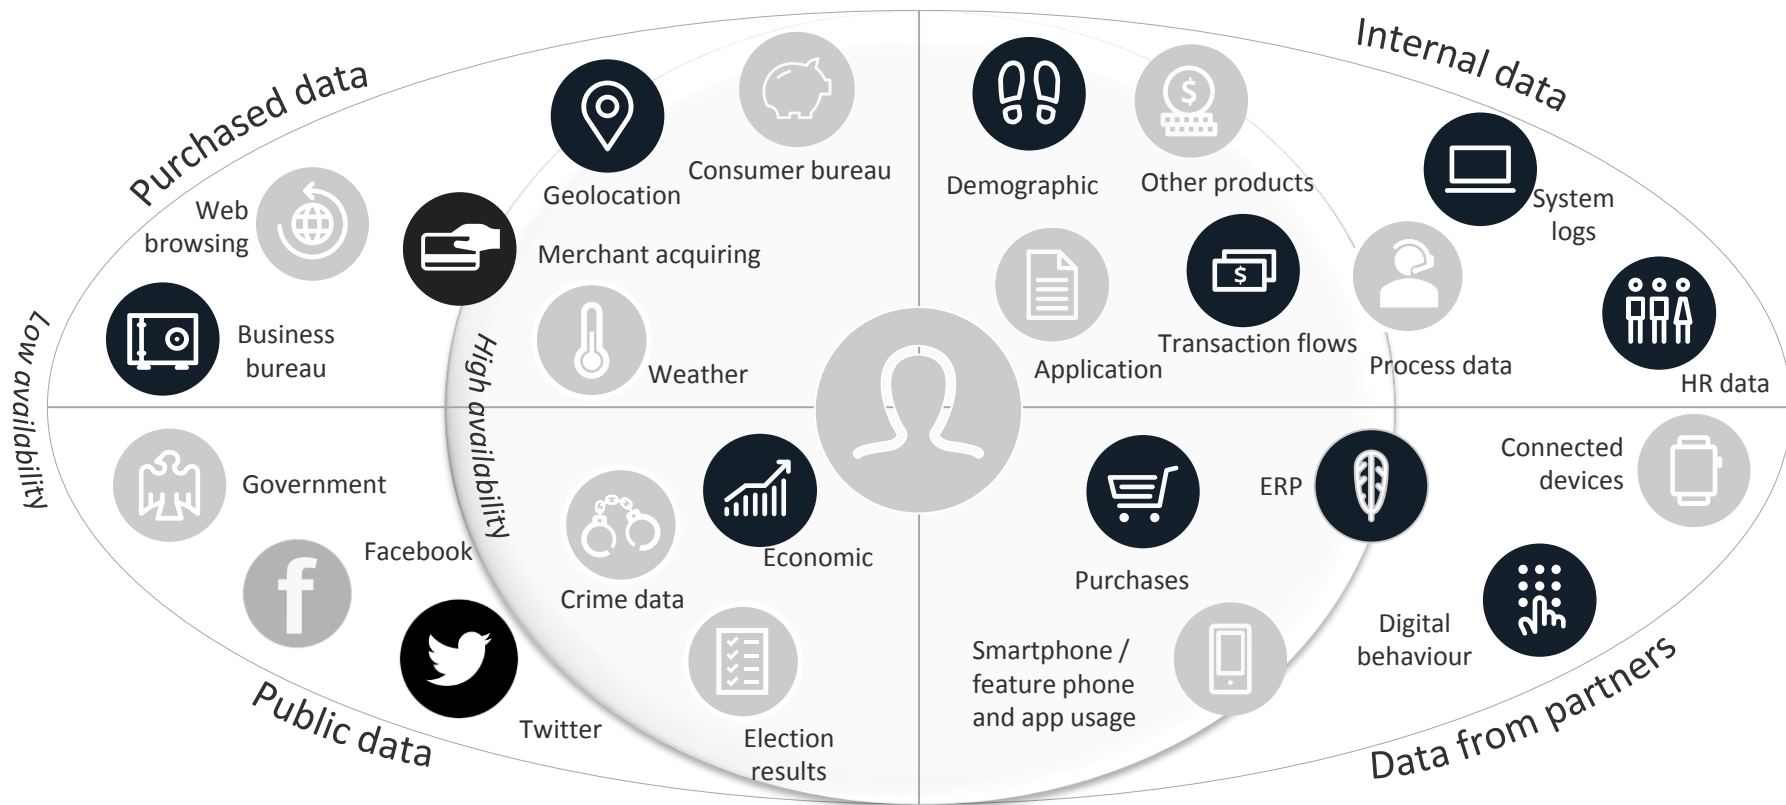 Purchased data
Internal data
Consumer bureau
Geolocation
Web
browsing
Merchant acquiring
Business
bureau
Weather
Demographic
Other products
System
logs
Application
Transaction flows
Process data
HR data
Low availability
High availability
$
$
Government
Facebook
f
Twitter
Crime data
Economic
Election
results
Public data
Purchases
ERP
Connected
devices
Digital
behaviour
Smartphone /
feature phone
and app usage
Data from partners